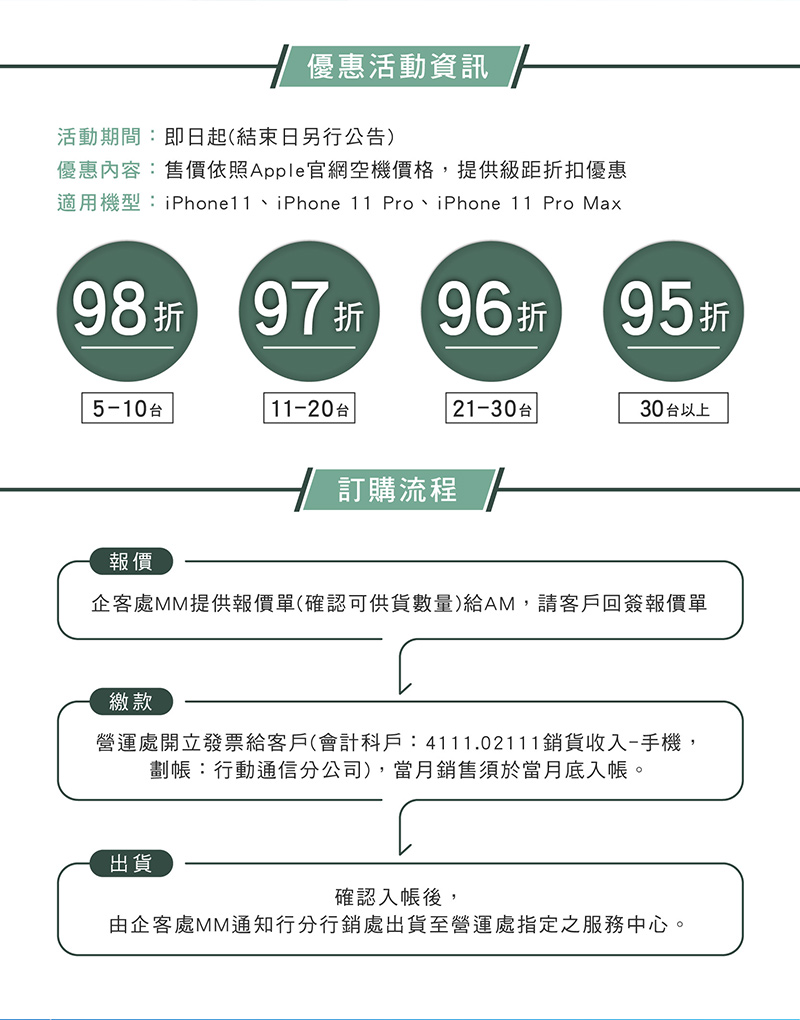 優惠活動資訊
活動期間：即日起(結束日另行公告)
優惠內容：售價依照Apple官網空機價格，提供級距折扣優惠
適用機型：iPhone11、iPhone 11 Pro、iPhone 11 Pro Max
98折 97折 96折 95折
5-10台 11-20台 21-30台 30台以上
訂購流程
報價
企客處MM提供報價單(確認可供貨數量)給AM，請客戶回簽報價單
繳款
營運處開立發票給客戶(會計科戶：4111.02111銷貨收入-手機，
劃帳：行動通信分公司)，當月銷售須於當月底入帳。
出貨
確認入帳後，
由企客處MM通知行分行銷處出貨至營運處指定之服務中心。